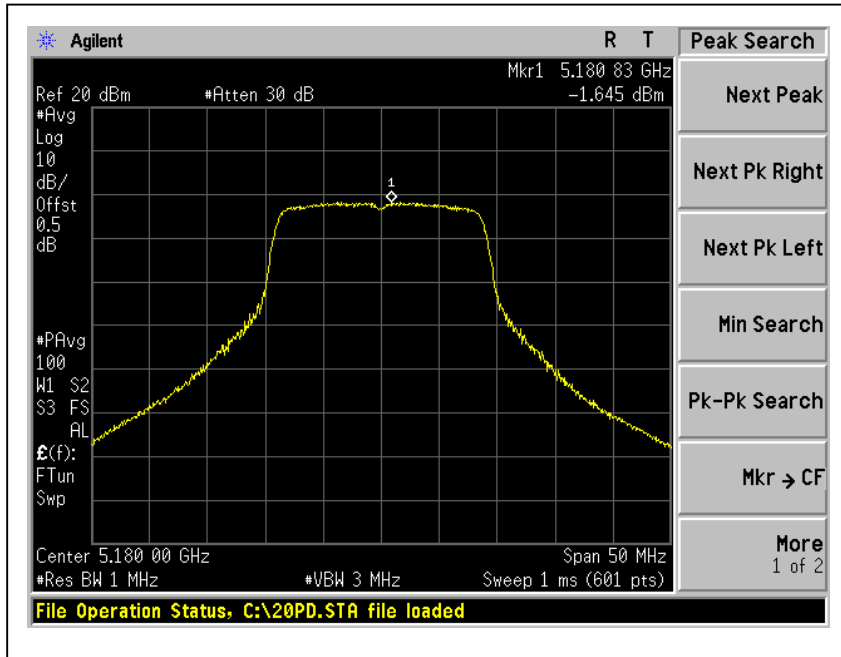 Agilent R T Peak Search
Mkr1 5.180 83 GHz
Ref 20 dBm #Atten 30 dB -1.645 dBm
#Avg
Log
10
dB/
Offst
0.5
dB
1
#PAvg
100
W1 S2
S3 FS
AL
£(f):
FTun
Swp
Center 5.180 00 GHz Span 50 MHz
#Res BW 1 MHz #VBW 3 MHz Sweep 1 ms (601 pts)
File Operation Status, C:\20PD.STA file loaded
Next Peak
Next Pk Right
Next Pk Left
Min Search
Pk-Pk Search
Mkr → CF
More
1 of 2